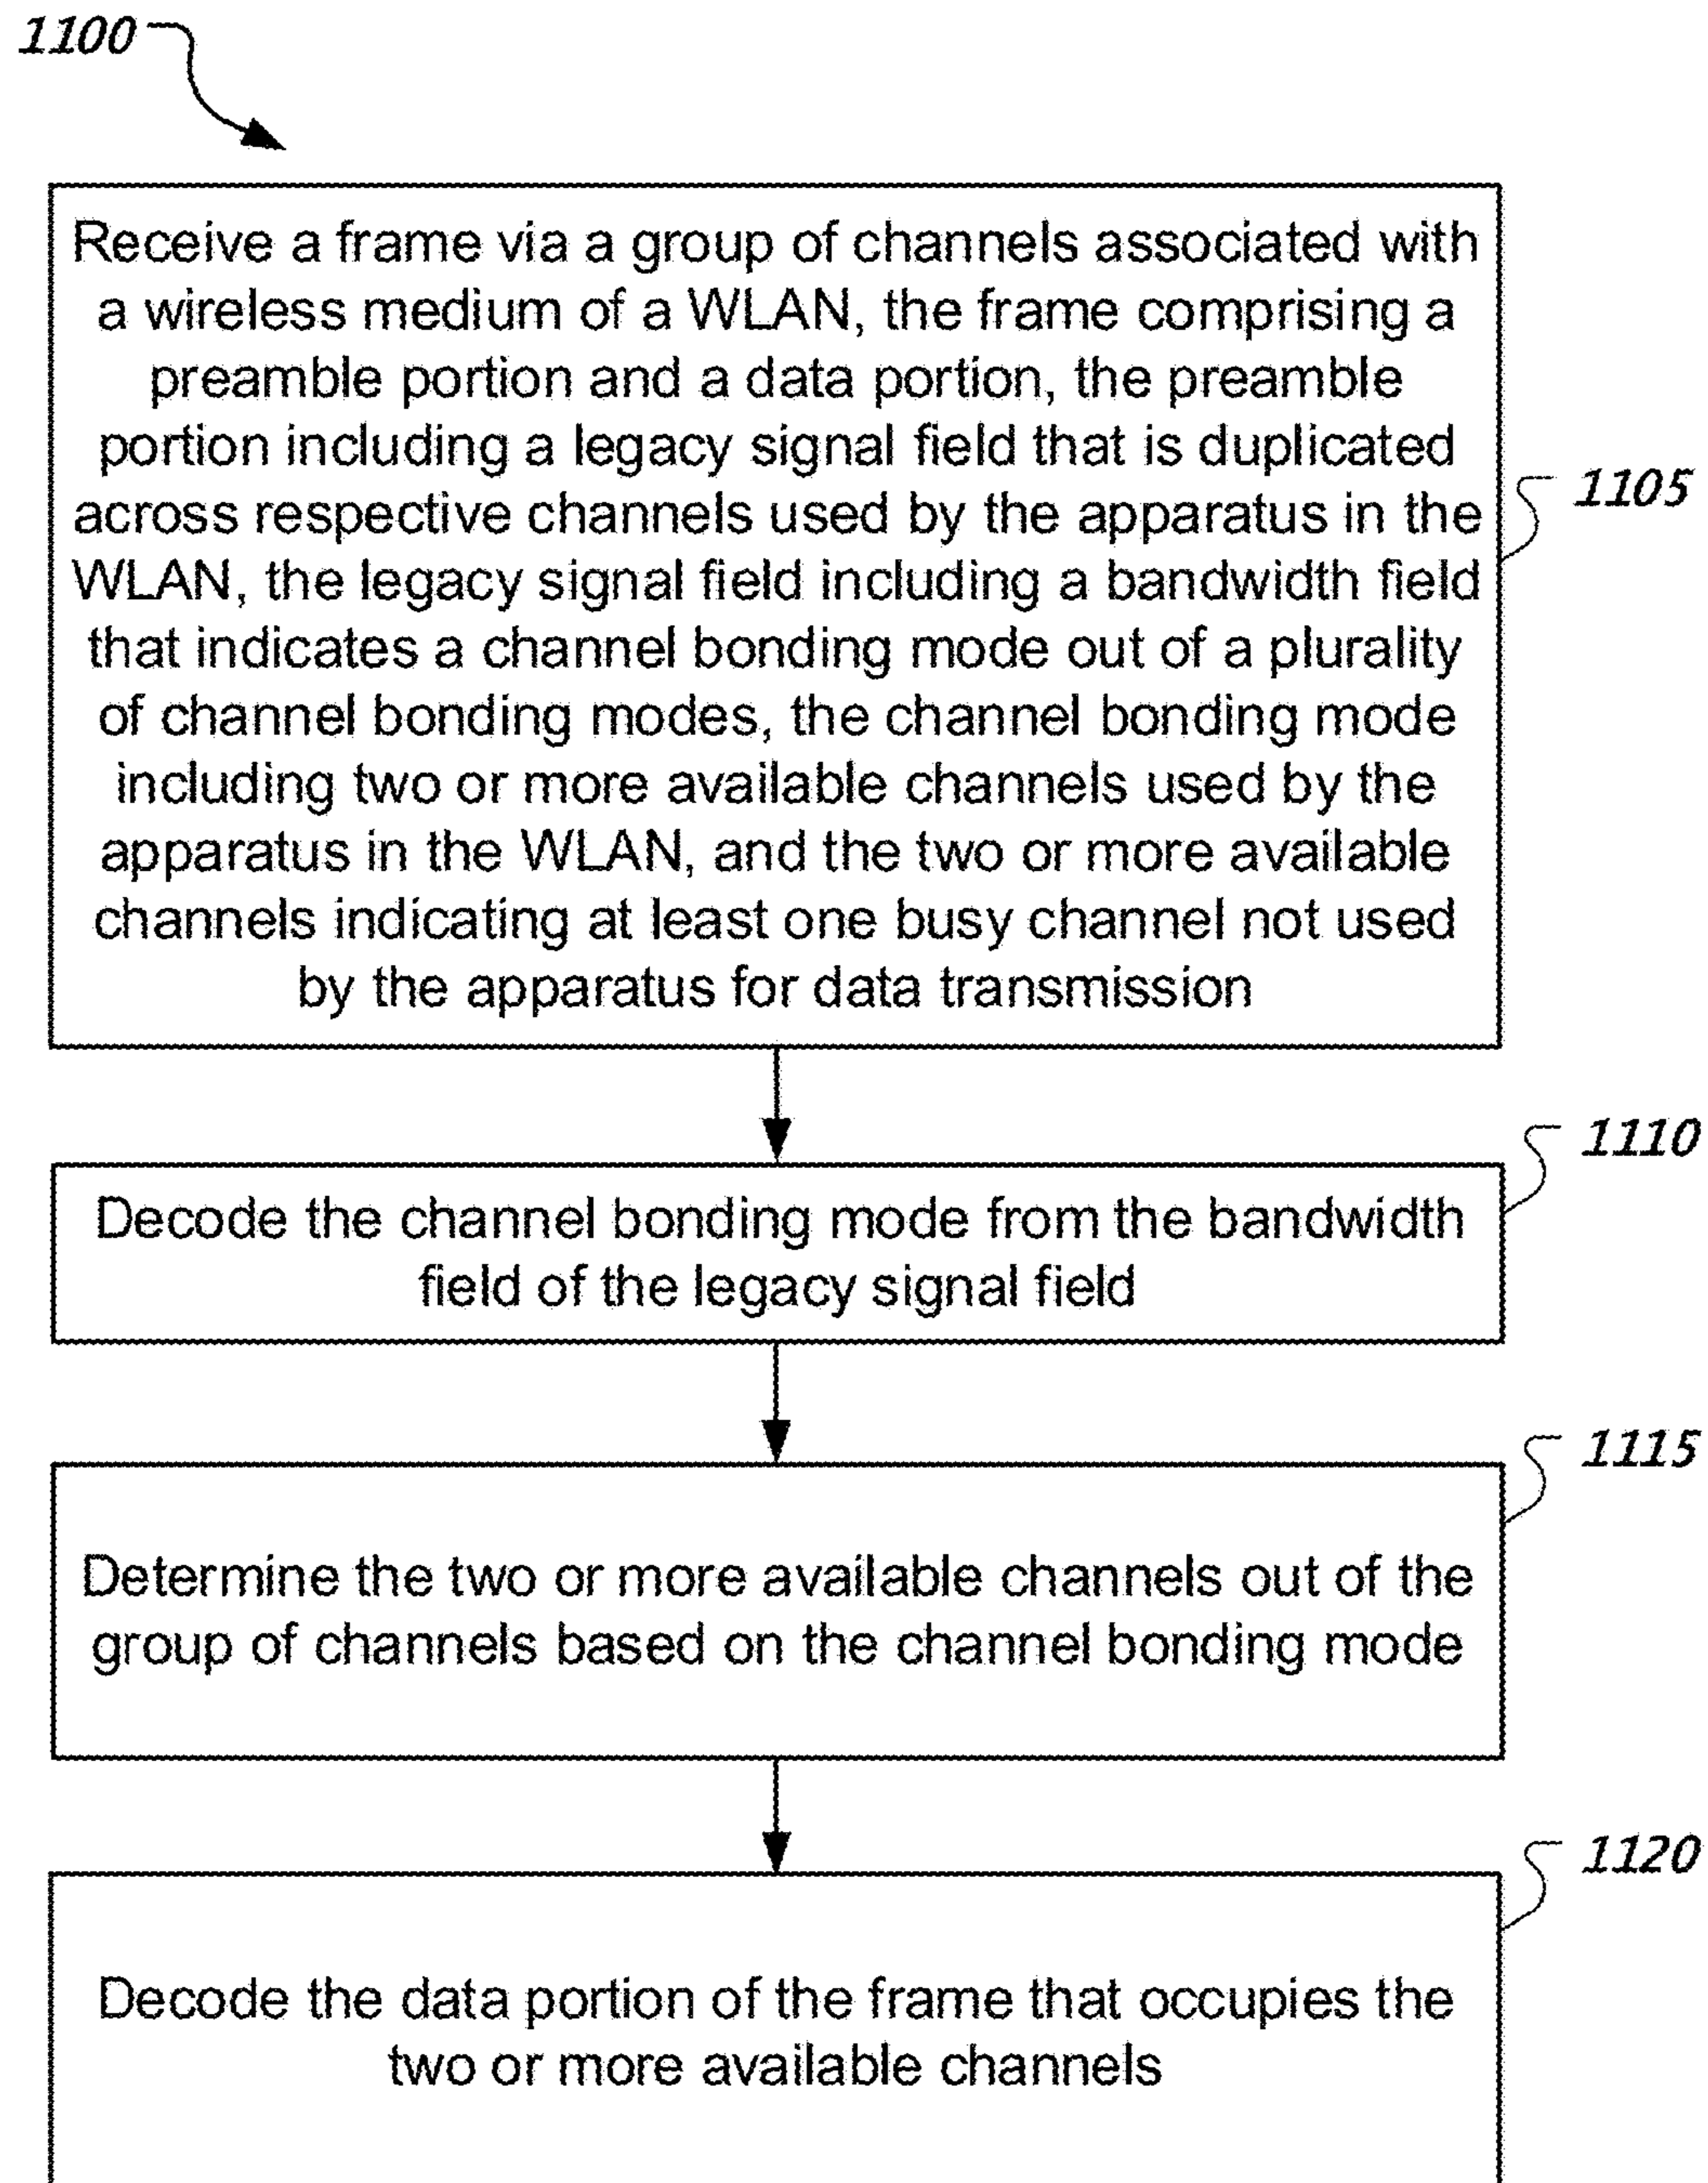 1100
Receive a frame via a group of channels associated with
a wireless medium of a WLAN, the frame comprising a
preamble portion and a data portion, the preamble
portion including a legacy signal field that is duplicated
across respective channels used by the apparatus in the
WLAN, the legacy signal field including a bandwidth field
that indicates a channel bonding mode out of a plurality
of channel bonding modes, the channel bonding mode
including two or more available channels used by the
apparatus in the WLAN, and the two or more available
channels indicating at least one busy channel not used
by the apparatus for data transmission
1105
Decode the channel bonding mode from the bandwidth
field of the legacy signal field
1110
Determine the two or more available channels out of the
group of channels based on the channel bonding mode
1115
Decode the data portion of the frame that occupies the
two or more available channels
1120